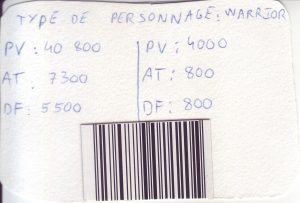 TYPE DE PERSONNAGE: WARRIOR
PV: 40 800
AT: 7300
DF: 5500
PV: 4000
AT: 800
DF: 800